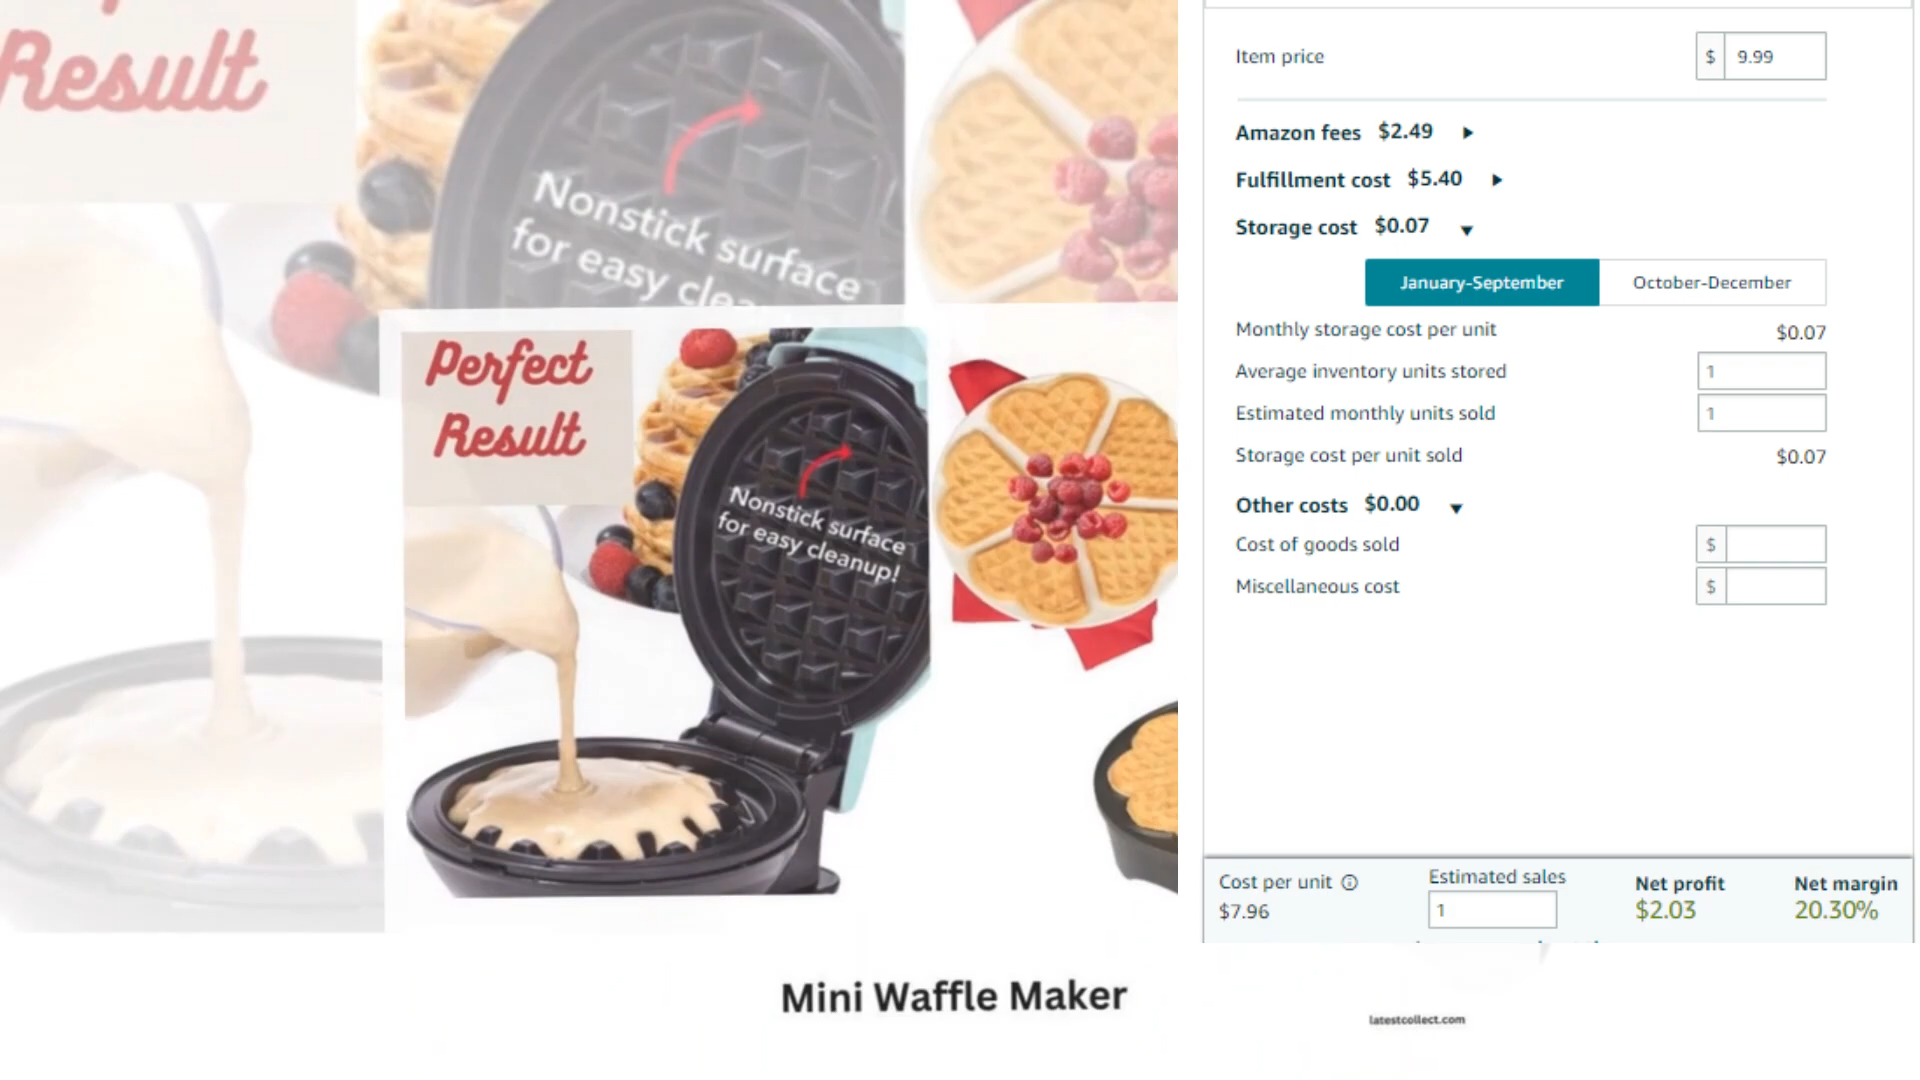 Result
Nonstick surface
for easy
Perfect
Result
Nonstick surface
for easy cleanup!
Item price
$ 9.99
Amazon fees $2.49
Fulfillment cost $5.40
Storage cost $0.07
January-September
October-December
Monthly storage cost per unit
$0.07
Average inventory units stored
1
Estimated monthly units sold
1
Storage cost per unit sold
$0.07
Other costs $0.00
Cost of goods sold
$
Miscellaneous cost
$
Cost per unit
$7.96
Estimated sales
1
Net profit
$2.03
Net margin
20.30%
Mini Waffle Maker
latestcollect.com